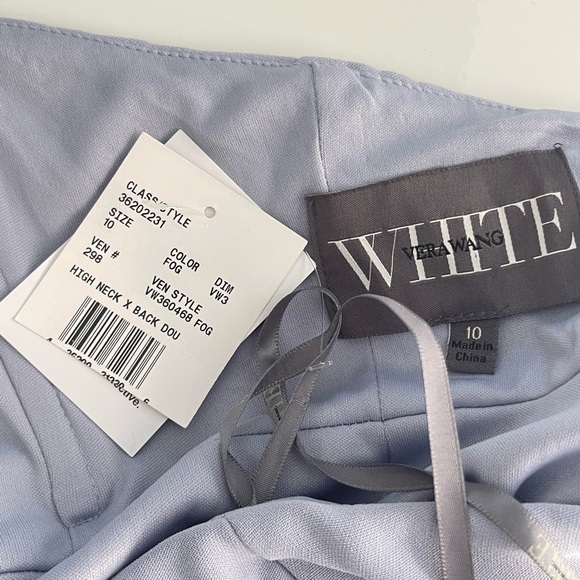 CLASS/STYLE
36202231
SIZE
10
COLOR
FOG
DIM
VW3
VEN #
298
VEN STYLE
VW360468 FOG
HIGH NECK X BACK DOU
WHITE
VERA WANG
10
Made in
China